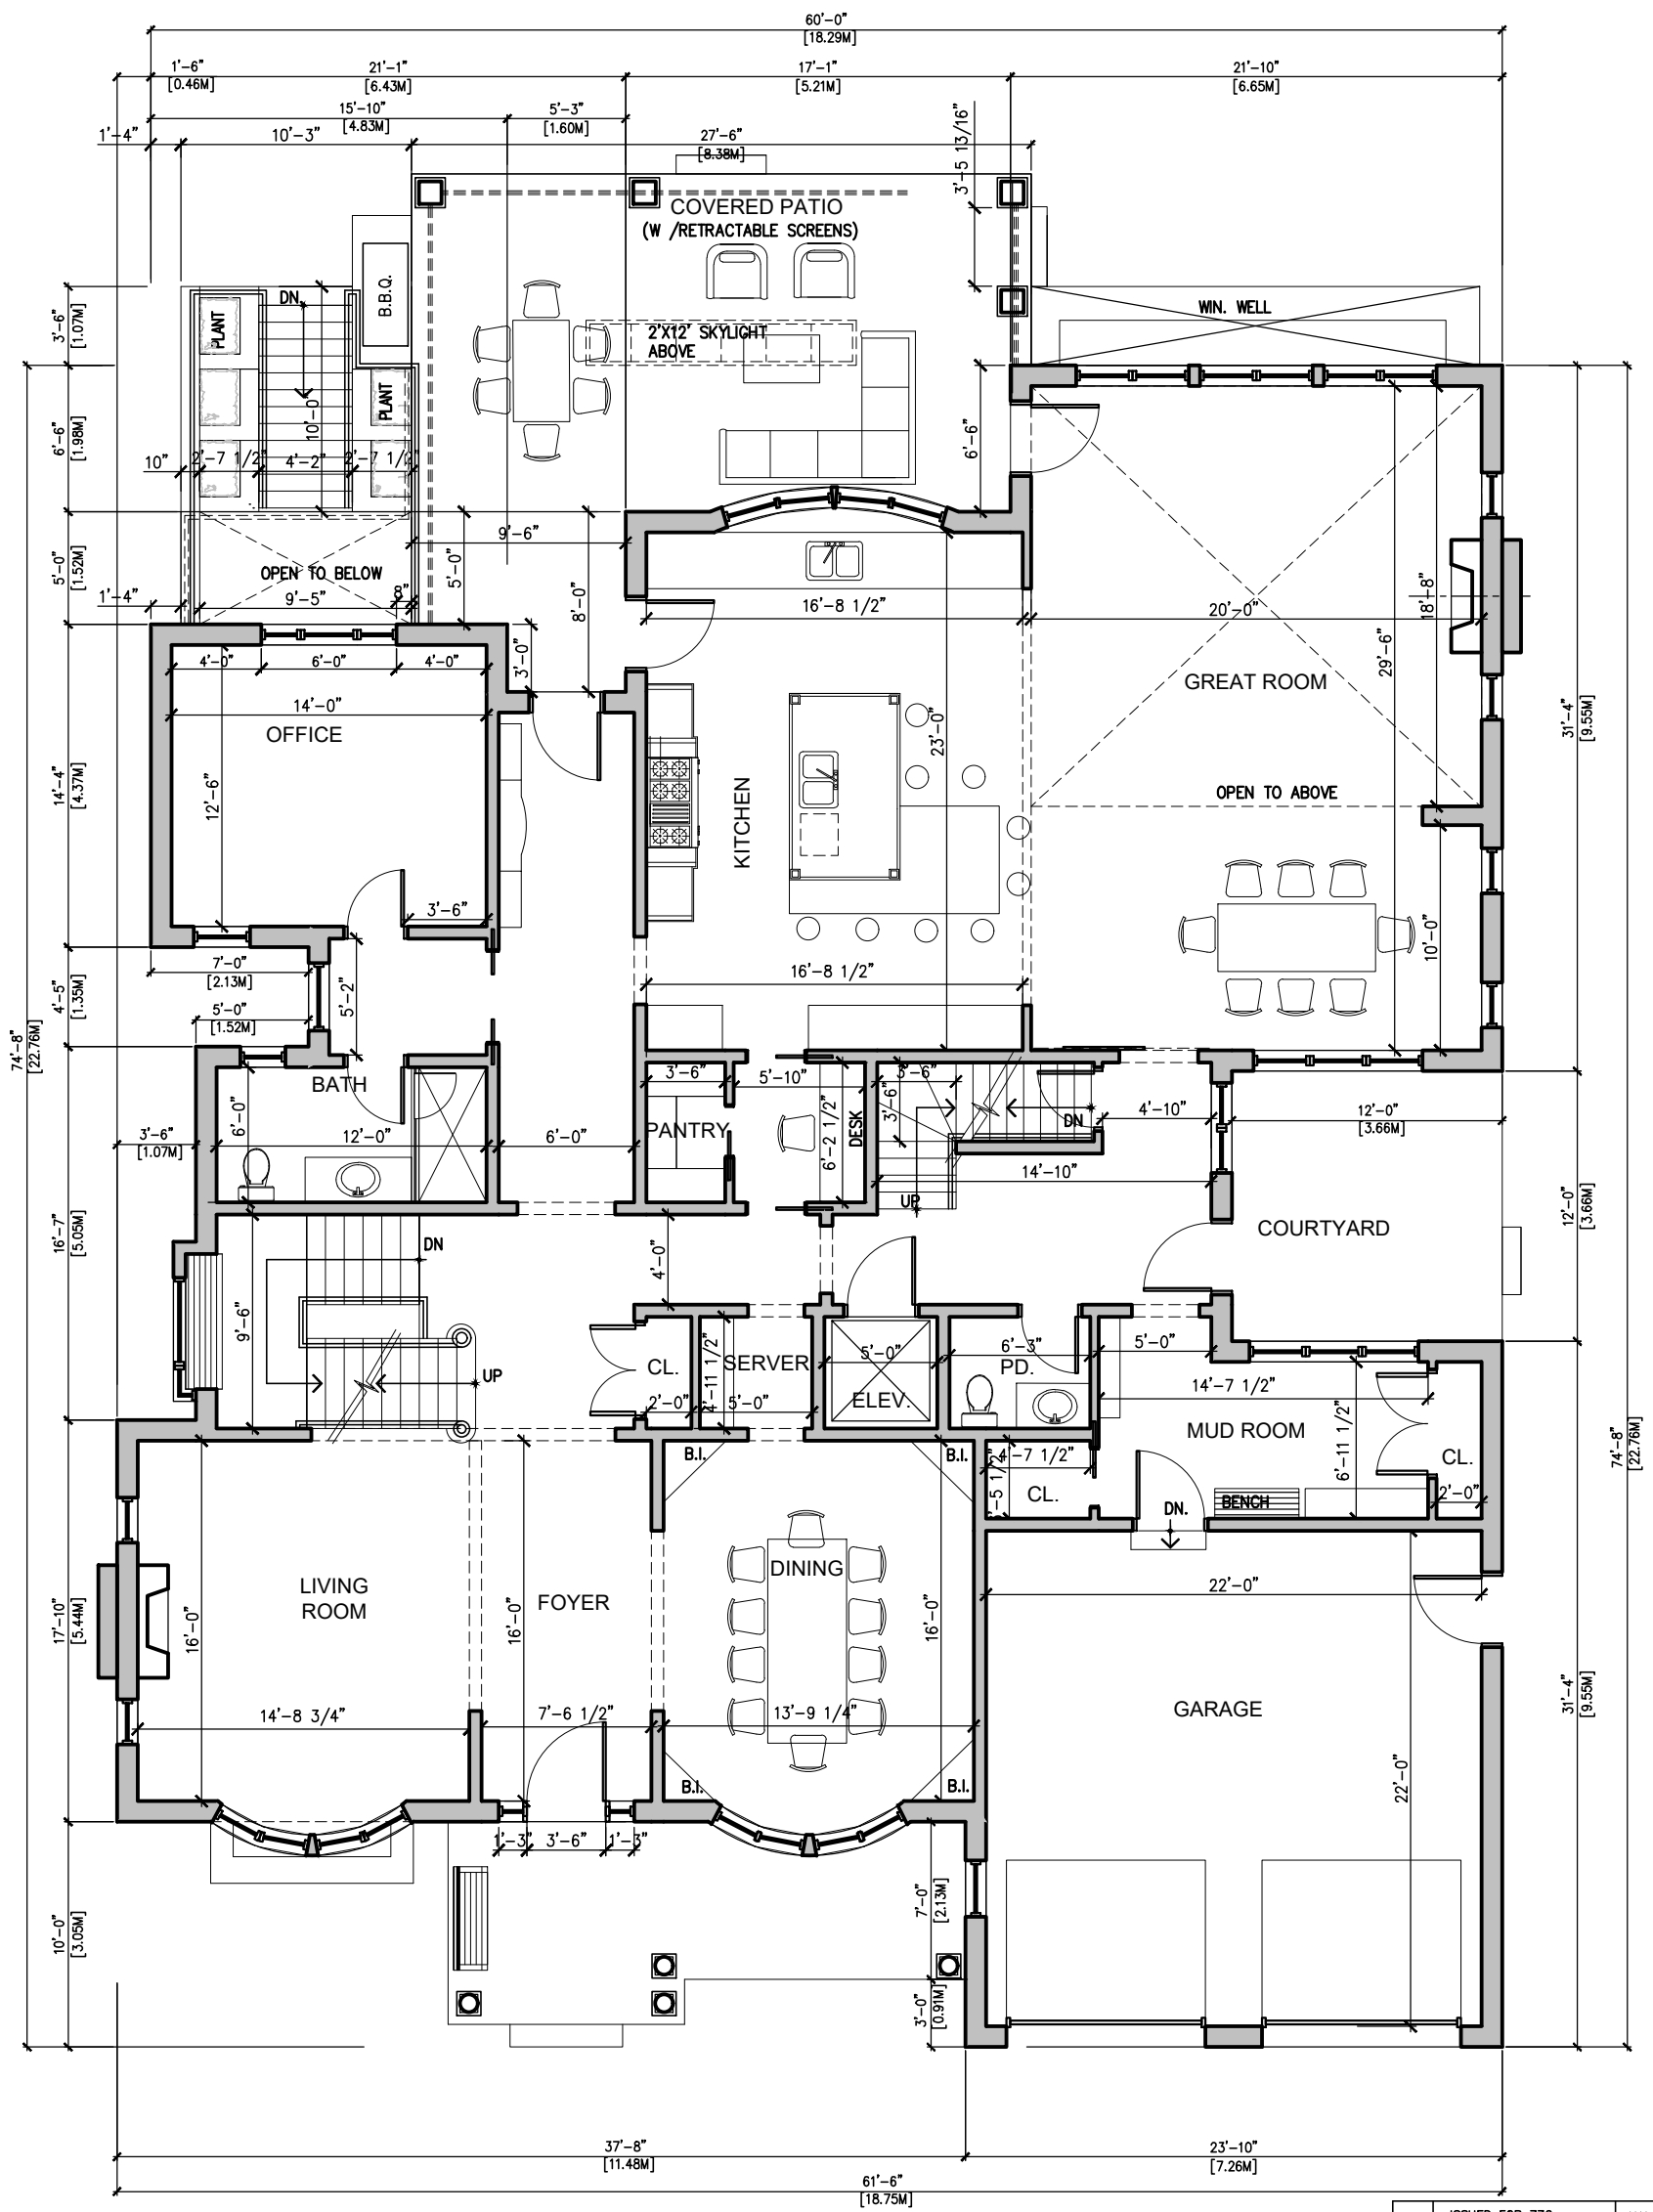 60'-0"
[18.29M]
1'-6"
[0.46M]
21'-1"
[6.43M]
17'-1"
[5.21M]
21'-10"
[6.65M]
15'-10"
[4.83M]
5'-3"
[1.60M]
1'-4"
10'-3"
27'-6"
[8.38M]
3'-5 13/16"
COVERED PATIO
(W /RETRACTABLE SCREENS)
B.B.Q.
DN.
PLANT
PLANT
3'-6"
[1.07M]
2'X12' SKYLIGHT
ABOVE
WIN. WELL
10'-0"
6'-6"
[1.98M]
6'-6"
10"
2'-7 1/2"
4'-2"
2'-7 1/2"
5'-0"
[1.52M]
9'-6"
5'-0"
8'-0"
OPEN TO BELOW
8"
9'-5"
1'-4"
16'-8 1/2"
20'-0"
18'-8"
29'-6"
4'-0"
6'-0"
4'-0"
3'-0"
14'-0"
OFFICE
GREAT ROOM
23'-0"
31'-4"
[9.55M]
14'-4"
[4.37M]
12'-6"
KITCHEN
OPEN TO ABOVE
3'-6"
10'-0"
7'-0"
[2.13M]
5'-2"
16'-8 1/2"
4'-5"
[1.35M]
5'-0"
[1.52M]
74'-8"
[22.76M]
BATH
3'-6"
5'-10"
3'-6"
3'-6"
6'-0"
DN
4'-10"
12'-0"
[3.66M]
PANTRY
6'-2 1/2"
DESK
3'-6"
[1.07M]
12'-0"
6'-0"
14'-10"
UP
COURTYARD
12'-0"
[3.66M]
16'-7"
[5.05M]
DN
4'-0"
9'-6"
UP
CL.
4'-11 1/2"
SERVER
5'-0"
6'-3"
PD.
5'-0"
2'-0"
5'-0"
ELEV.
14'-7 1/2"
MUD ROOM
6'-11 1/2"
CL.
2'-0"
B.I.
B.I.
4'-7 1/2"
'-5 1/2"
CL.
BENCH
DN.
74'-8"
[22.76M]
LIVING
ROOM
FOYER
DINING
22'-0"
17'-10"
[5.44M]
16'-0"
16'-0"
16'-0"
GARAGE
31'-4"
[9.55M]
14'-8 3/4"
7'-6 1/2"
13'-9 1/4"
B.I.
B.I.
22'-0"
1'-3"
3'-6"
1'-3"
7'-0"
[2.13M]
10'-0"
[3.05M]
3'-0"
[0.91M]
37'-8"
[11.48M]
23'-10"
[7.26M]
61'-6"
[18.75M]